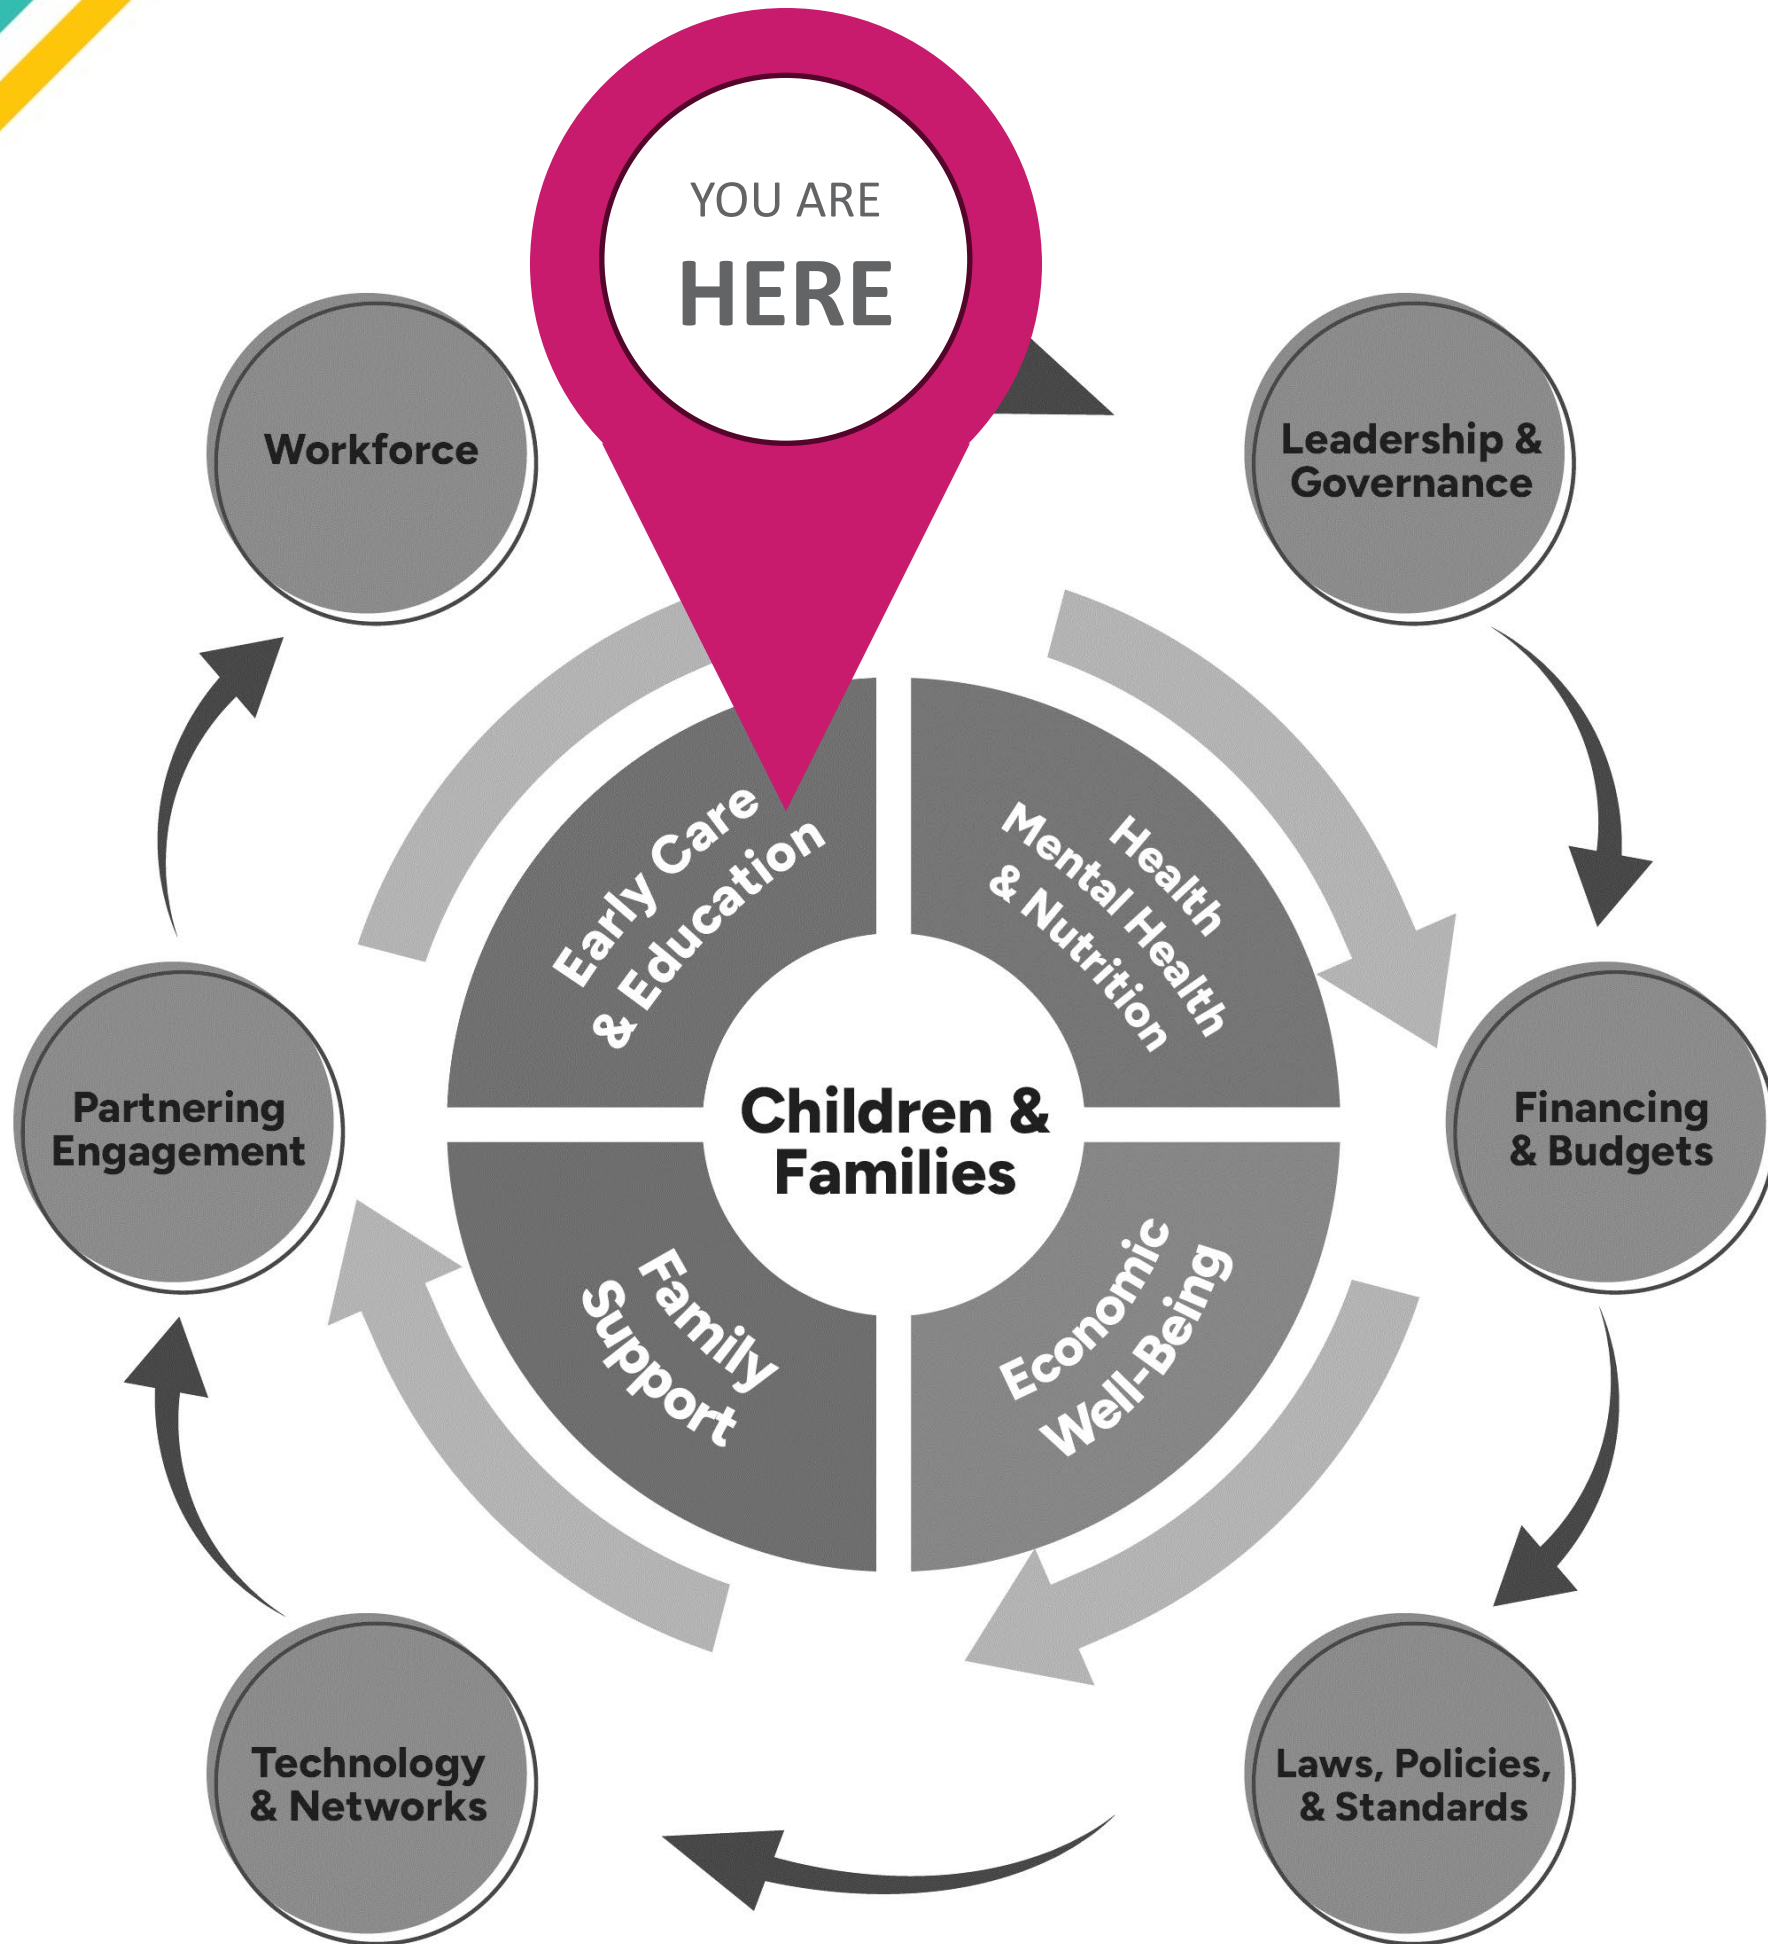 YOU ARE
HERE
Workforce
Leadership &
Governance
Early Care
& Education
Health
Mental Health
& Nutrition
Partnering
Engagement
Children &
Families
Financing
& Budgets
Family
Support
Economic
Well-Being
Technology
& Networks
Laws, Policies,
& Standards